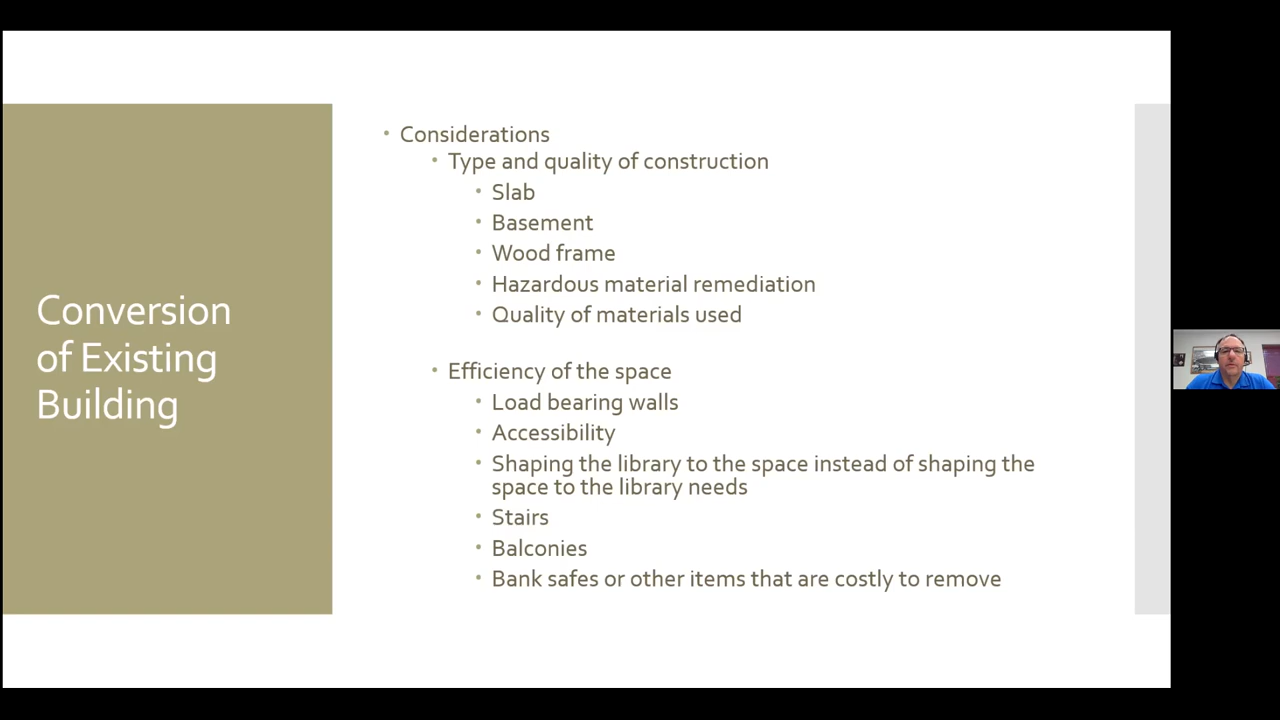 Conversion
of Existing
Building
• Considerations
• Type and quality of construction
• Slab
• Basement
• Wood frame
• Hazardous material remediation
• Quality of materials used
• Efficiency of the space
• Load bearing walls
• Accessibility
• Shaping the library to the space instead of shaping the
space to the library needs
• Stairs
• Balconies
• Bank safes or other items that are costly to remove